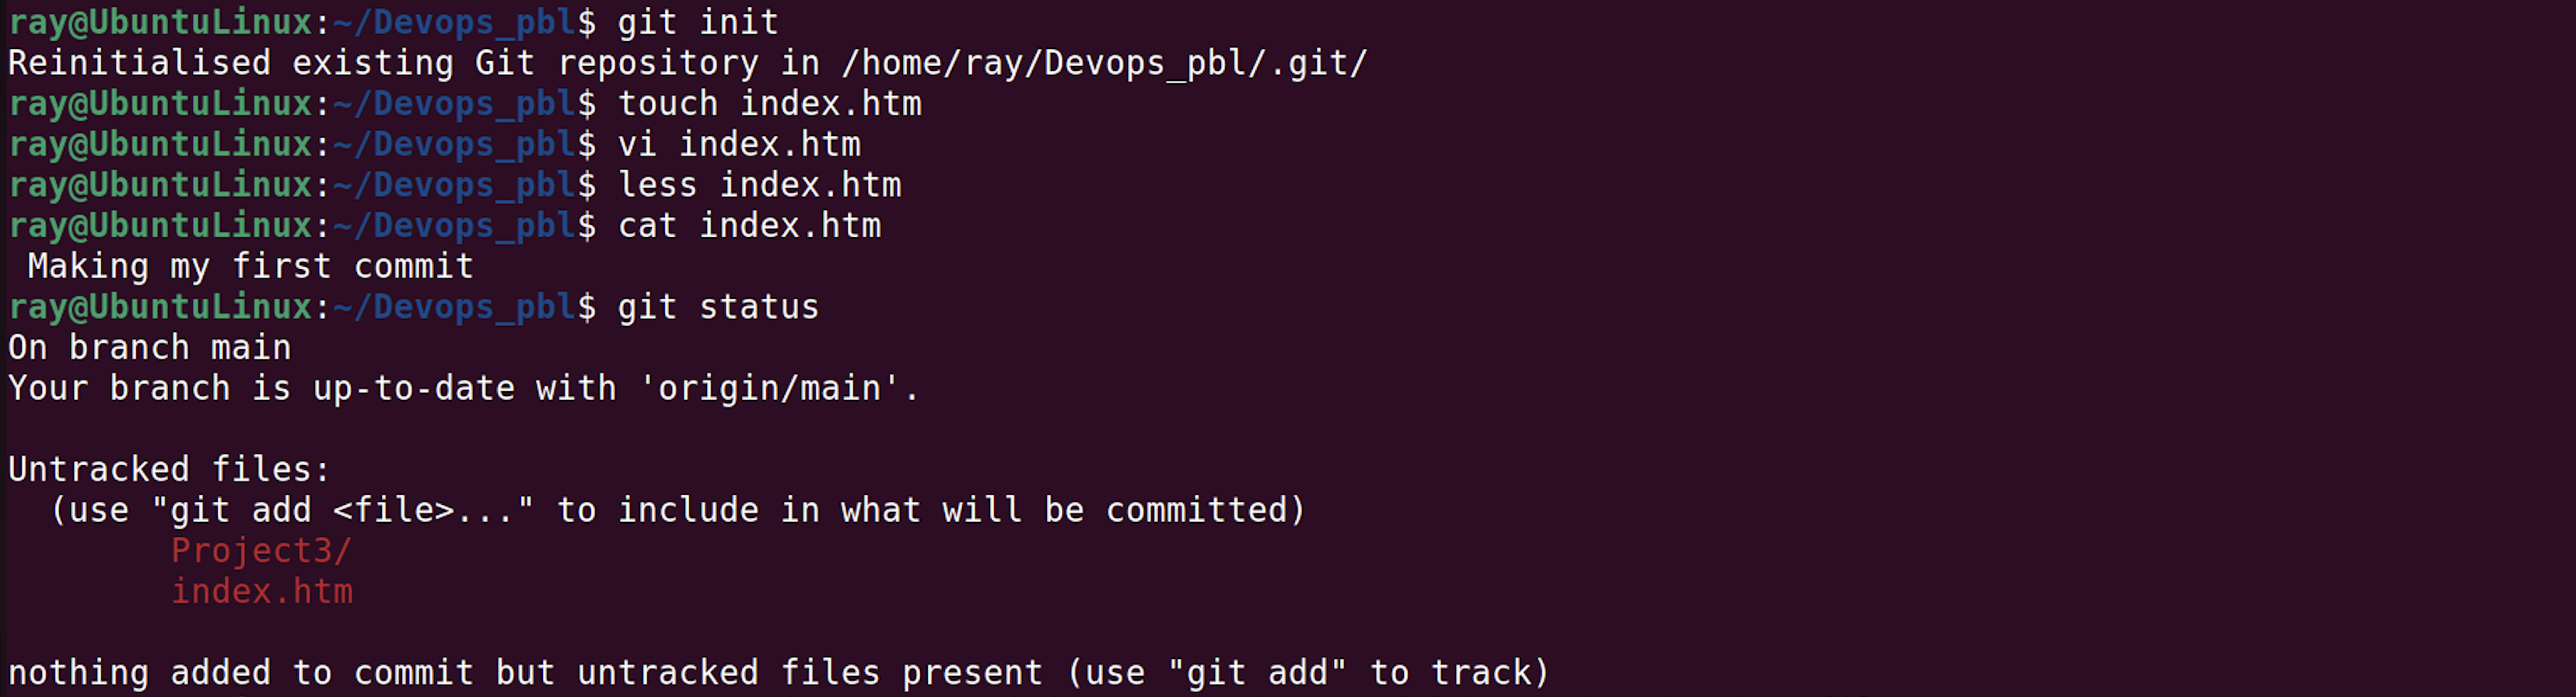 ray@UbuntuLinux:~/Devops_pbl$ git init
Reinitialised existing Git repository in /home/ray/Devops_pbl/.git/
ray@UbuntuLinux:~/Devops_pbl$ touch index.htm
ray@UbuntuLinux:~/Devops_pbl$ vi index.htm
ray@UbuntuLinux:~/Devops_pbl$ less index.htm
ray@UbuntuLinux:~/Devops_pbl$ cat index.htm
 Making my first commit
ray@UbuntuLinux:~/Devops_pbl$ git status
On branch main
Your branch is up-to-date with 'origin/main'.

Untracked files:
  (use "git add <file>..." to include in what will be committed)
        Project3/
        index.htm

nothing added to commit but untracked files present (use "git add" to track)